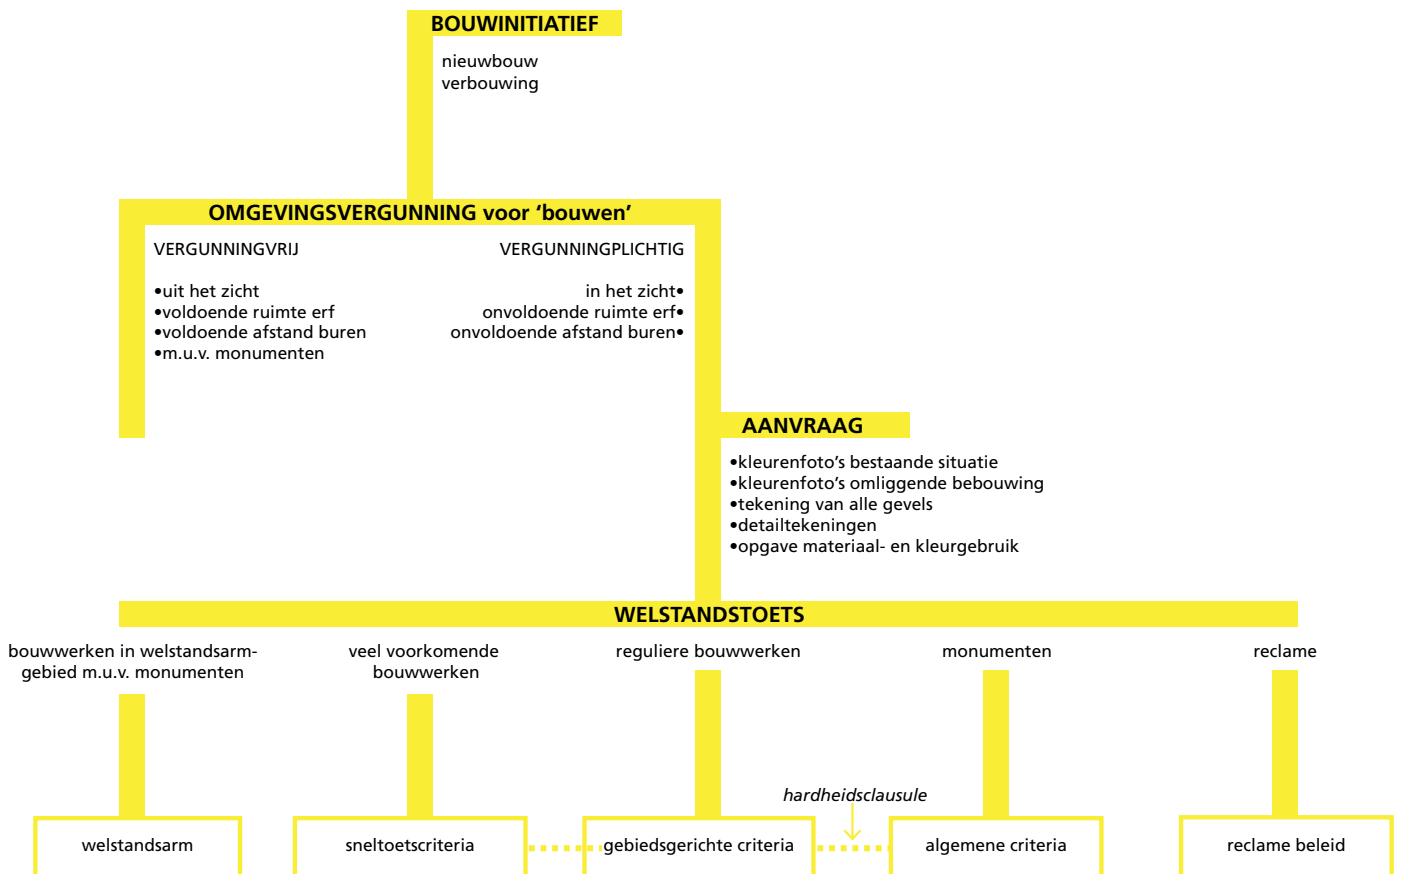 BOUWINITIATIEF
nieuwbouw
verbouwing
OMGEVINGSVERGUNNING voor ‘bouwen’
VERGUNNINGVRIJ
•uit het zicht
•voldoende ruimte erf
•voldoende afstand buren
•m.u.v. monumenten
VERGUNNINGPLICHTIG
in het zicht•
onvoldoende ruimte erf•
onvoldoende afstand buren•
AANVRAAG
•kleurenfoto’s bestaande situatie
•kleurenfoto’s omliggende bebouwing
•tekening van alle gevels
•detailtekeningen
•opgave materiaal- en kleurgebruik
WELSTANDSTOETS
bouwwerken in welstandsarm-
gebied m.u.v. monumenten
veel voorkomende
bouwwerken
reguliere bouwwerken
monumenten
reclame
hardheidsclausule
welstandsarm
sneltoetscriteria
gebiedsgerichte criteria
algemene criteria
reclame beleid